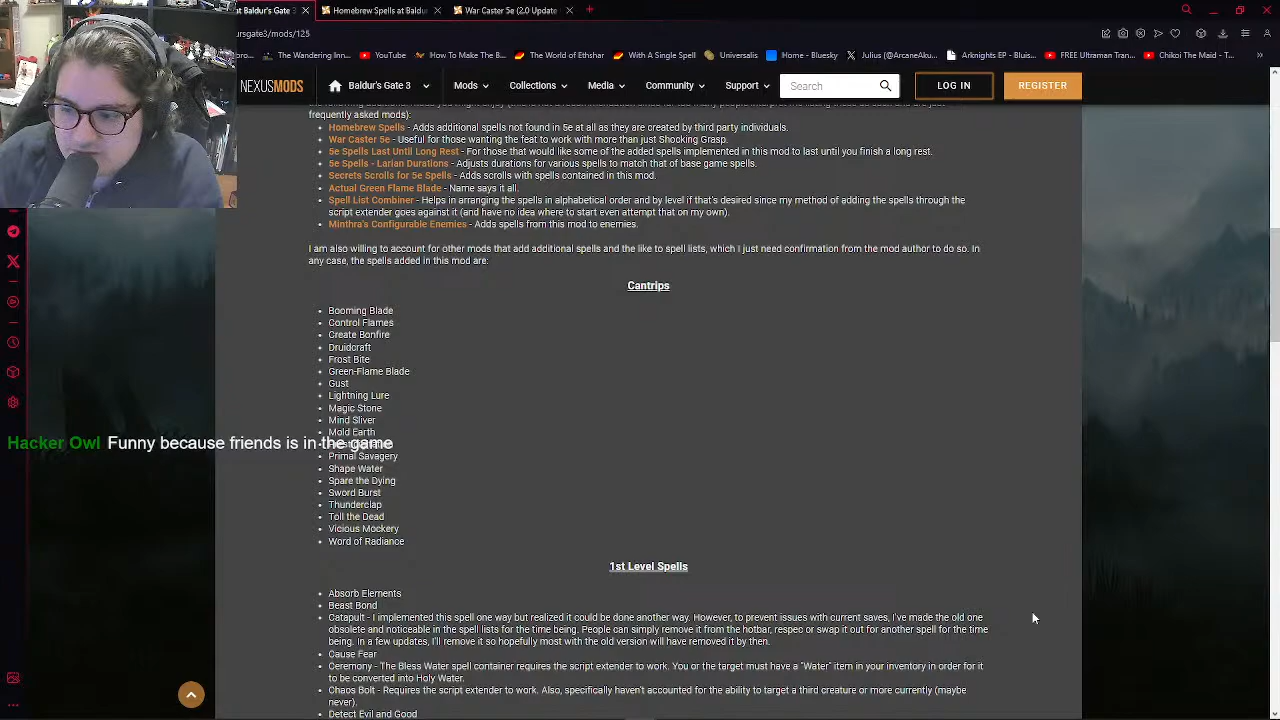 at Baldur's Gate 3
Homebrew Spells at Baldu
War Caster 5e (2.0 Update
ursgate3/mods/125
The Wandering Inn...
YouTube
How To Make The B...
The World of Ethshar
With A Single Spell
Universalis
Home - Bluesky
Julius (@ArcaneAku...
Arknights EP - Bluis...
FREE Ultraman Tran...
Chikoi The Maid - T...
NEXUSMODS
Baldur's Gate 3
Mods
Collections
Media
Community
Support
Search
LOG IN
REGISTER
frequently asked mods):
Homebrew Spells - Adds additional spells not found in 5e at all as they are created by third party individuals.
War Caster 5e - Useful for those wanting the feat to work with more than just Shocking Grasp.
5e Spells Last Until Long Rest - For those that would like some of the added spells implemented in this mod to last until you finish a long rest.
5e Spells - Larian Durations - Adjusts durations for various spells to match that of base game spells.
Secrets Scrolls for 5e Spells - Adds scrolls with spells contained in this mod.
Actual Green Flame Blade - Name says it all.
Spell List Combiner - Helps in arranging the spells in alphabetical order and by level if that's desired since my method of adding the spells through the
script extender goes against it (and have no idea where to start even attempt that on my own).
Minthra's Configurable Enemies - Adds spells from this mod to enemies.
I am also willing to account for other mods that add additional spells and the like to spell lists, which I just need confirmation from the mod author to do so. In
any case, the spells added in this mod are:
Cantrips
Booming Blade
Control Flames
Create Bonfire
Druidcraft
Frost Bite
Green-Flame Blade
Gust
Lightning Lure
Magic Stone
Mind Sliver
Mold Earth
Hacker Owl Funny because friends is in the game
Primal Savagery
Shape Water
Spare the Dying
Sword Burst
Thunderclap
Toll the Dead
Vicious Mockery
Word of Radiance
1st Level Spells
Absorb Elements
Beast Bond
Catapult - I implemented this spell one way but realized it could be done another way. However, to prevent issues with current saves, I've made the old one
obsolete and noticeable in the spell lists for the time being. People can simply remove it from the hotbar, respec or swap it out for another spell for the time
being. In a few updates, I'll remove it so hopefully most with the old version will have removed it by then.
Cause Fear
Ceremony - The Bless Water spell container requires the script extender to work. You or the target must have a "Water" item in your inventory in order for it
to be converted into Holy Water.
Chaos Bolt - Requires the script extender to work. Also, specifically haven't accounted for the ability to target a third creature or more currently (maybe
never).
Detect Evil and Good